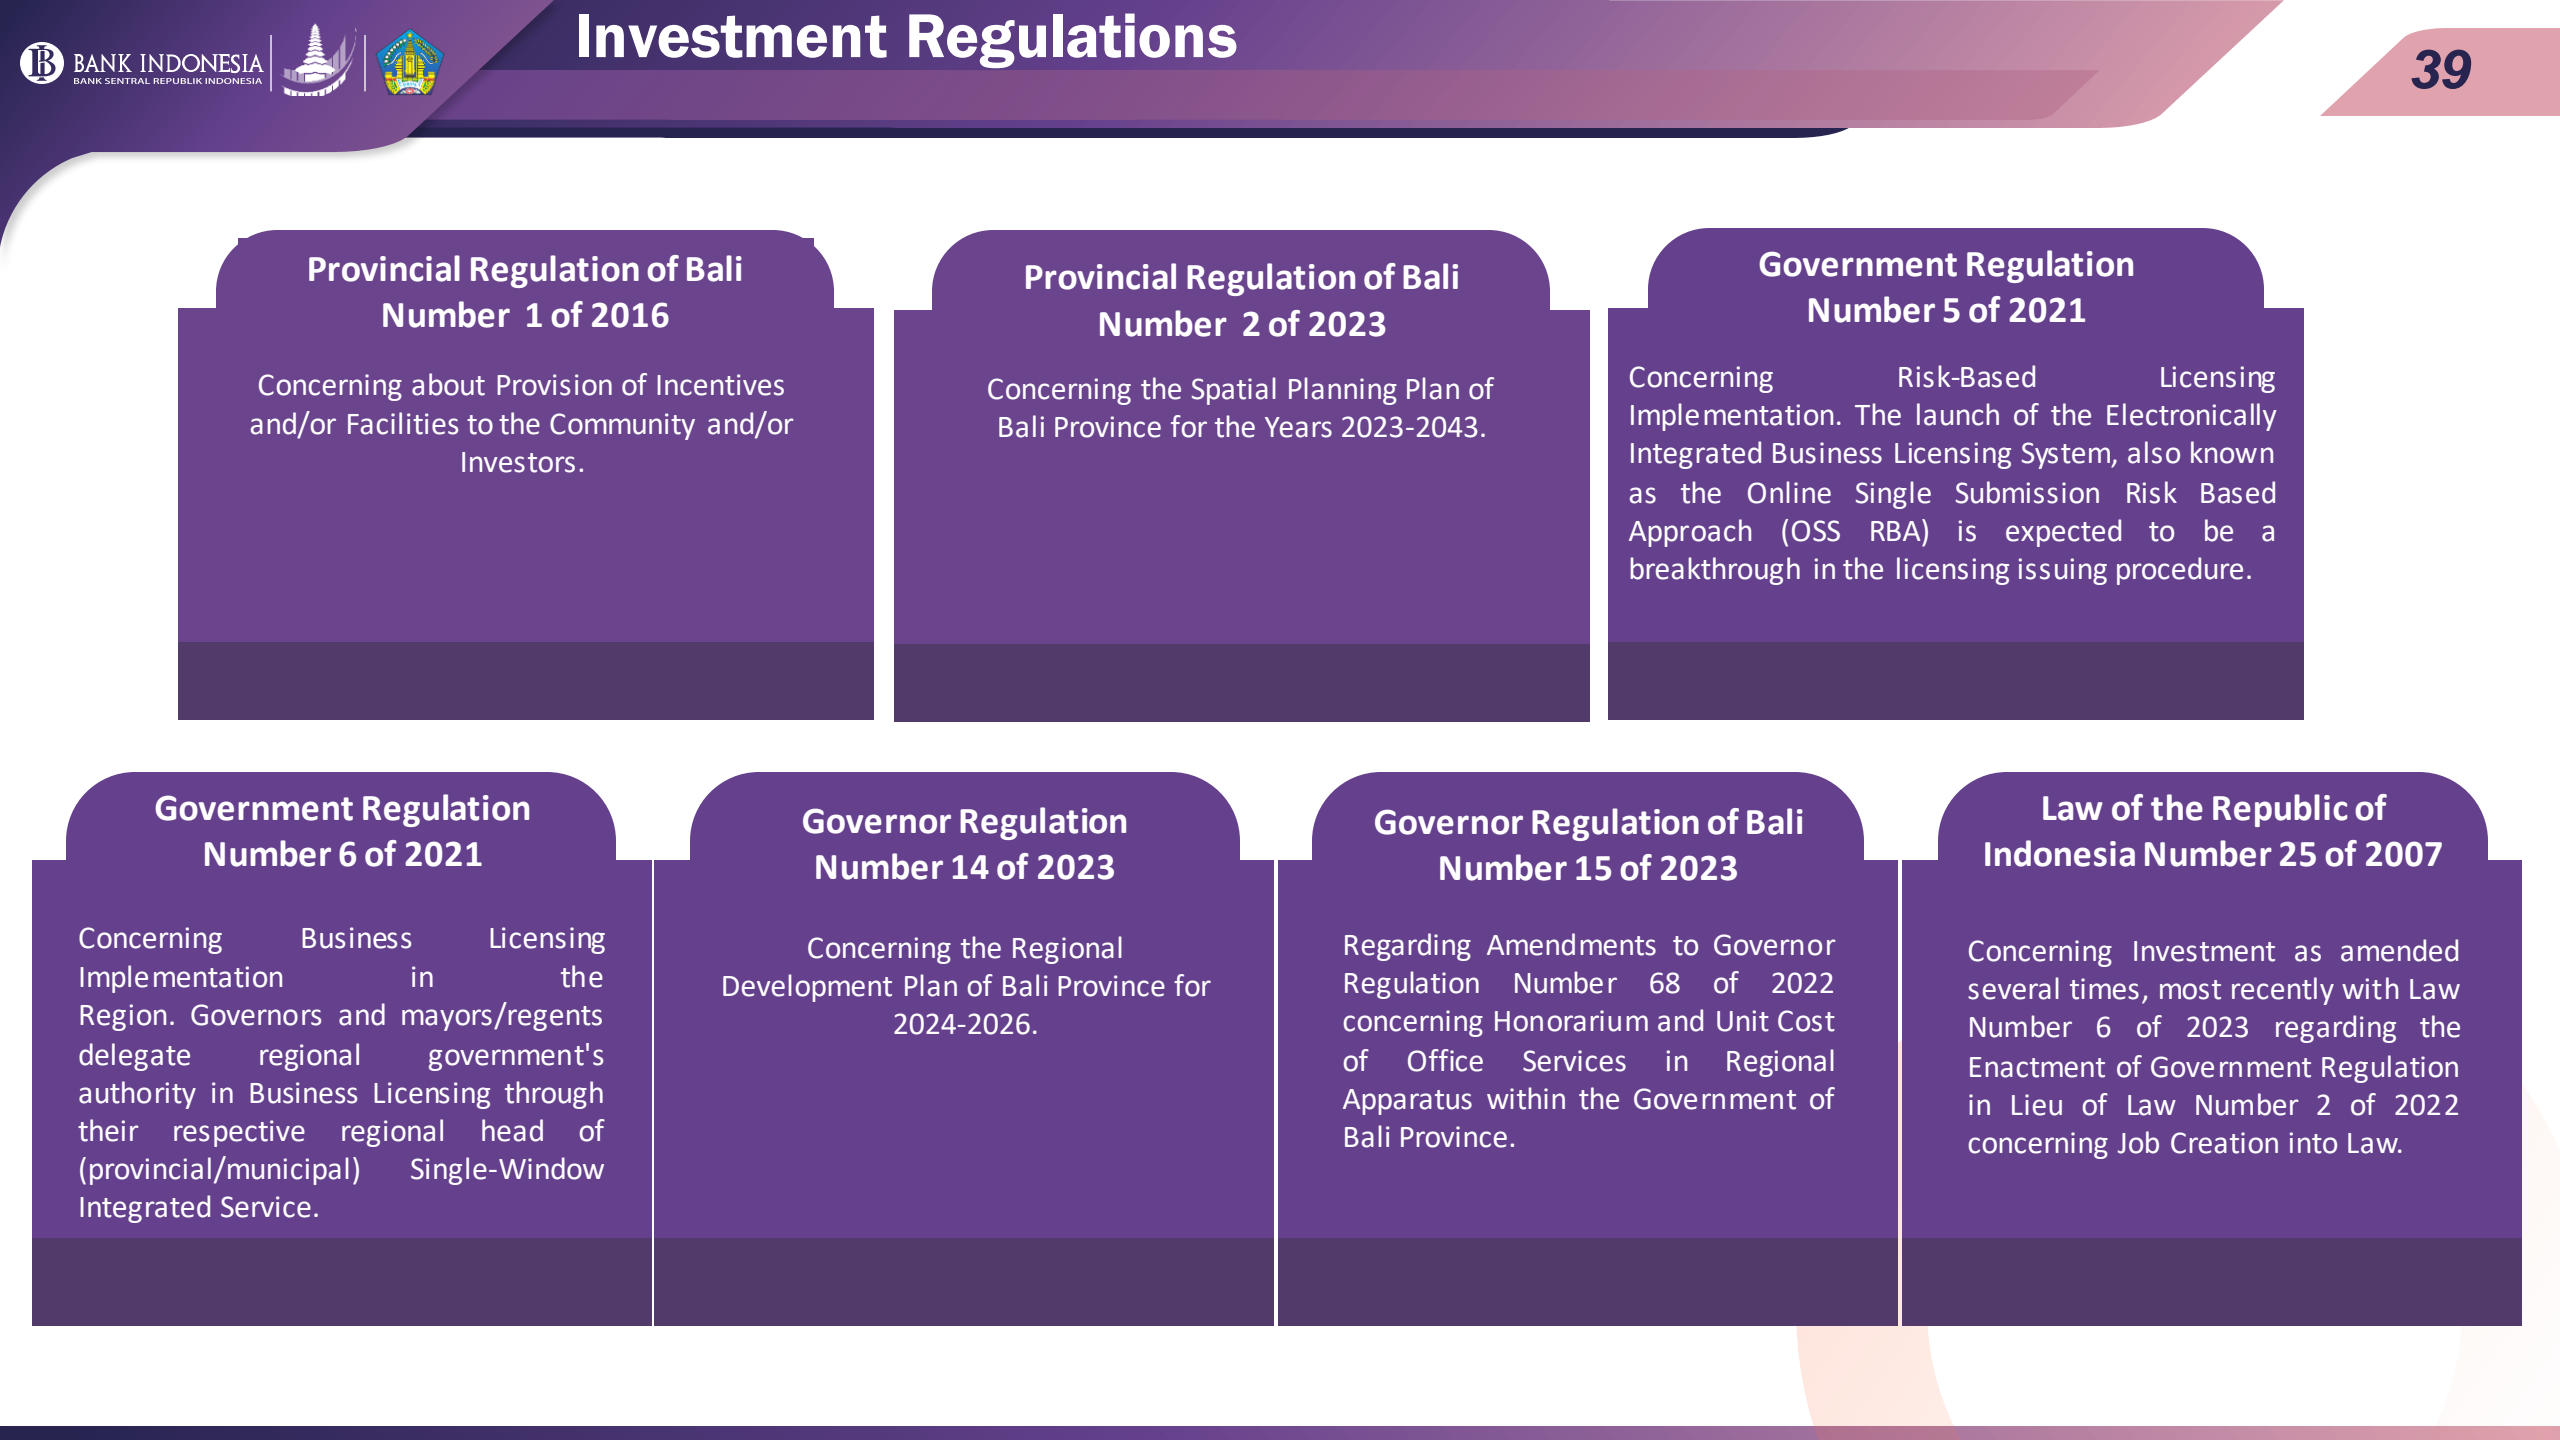 BANK INDONESIA
BANK SENTRAL REPUBLIK INDONESIA
Investment Regulations
39
Provincial Regulation of Bali
Number 1 of 2016
Concerning about Provision of Incentives
and/or Facilities to the Community and/or
Investors.
Provincial Regulation of Bali
Number 2 of 2023
Concerning the Spatial Planning Plan of
Bali Province for the Years 2023-2043.
Government Regulation
Number 5 of 2021
Concerning Risk-Based Licensing
Implementation. The launch of the Electronically
Integrated Business Licensing System, also known
as the Online Single Submission Risk Based
Approach (OSS RBA) is expected to be a
breakthrough in the licensing issuing procedure.
Government Regulation
Number 6 of 2021
Concerning Business Licensing
Implementation in the
Region. Governors and mayors/regents
delegate regional government's
authority in Business Licensing through
their respective regional head of
(provincial/municipal) Single-Window
Integrated Service.
Governor Regulation
Number 14 of 2023
Concerning the Regional
Development Plan of Bali Province for
2024-2026.
Governor Regulation of Bali
Number 15 of 2023
Regarding Amendments to Governor
Regulation Number 68 of 2022
concerning Honorarium and Unit Cost
of Office Services in Regional
Apparatus within the Government of
Bali Province.
Law of the Republic of
Indonesia Number 25 of 2007
Concerning Investment as amended
several times, most recently with Law
Number 6 of 2023 regarding the
Enactment of Government Regulation
in Lieu of Law Number 2 of 2022
concerning Job Creation into Law.